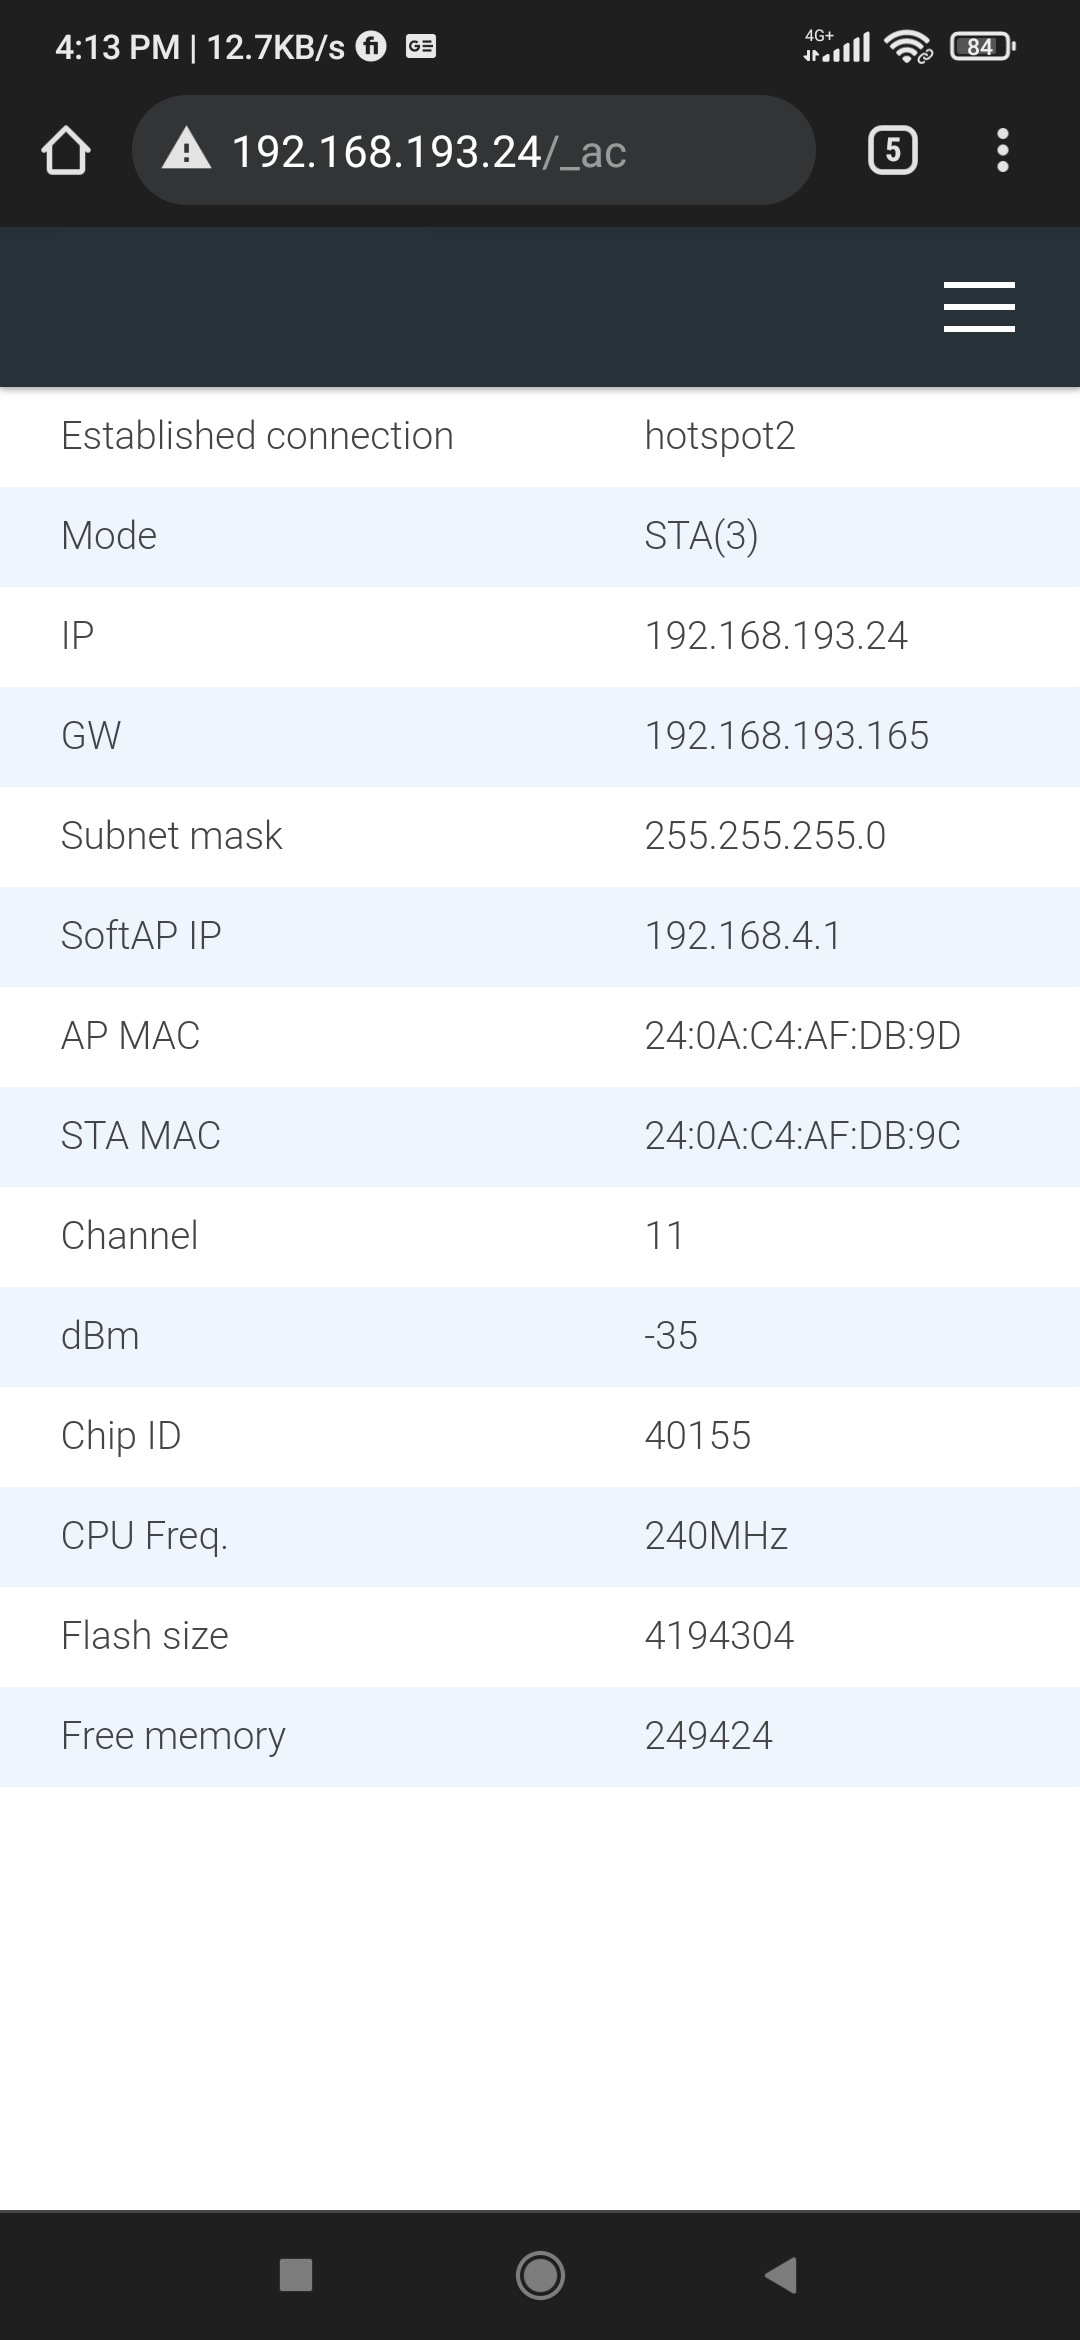 4:13 PM | 12.7KB/s fi GE 4G+ 84
192.168.193.24/_ac 5
Established connection hotspot2
Mode STA(3)
IP 192.168.193.24
GW 192.168.193.165
Subnet mask 255.255.255.0
SoftAP IP 192.168.4.1
AP MAC 24:0A:C4:AF:DB:9D
STA MAC 24:0A:C4:AF:DB:9C
Channel 11
dBm -35
Chip ID 40155
CPU Freq. 240MHz
Flash size 4194304
Free memory 249424